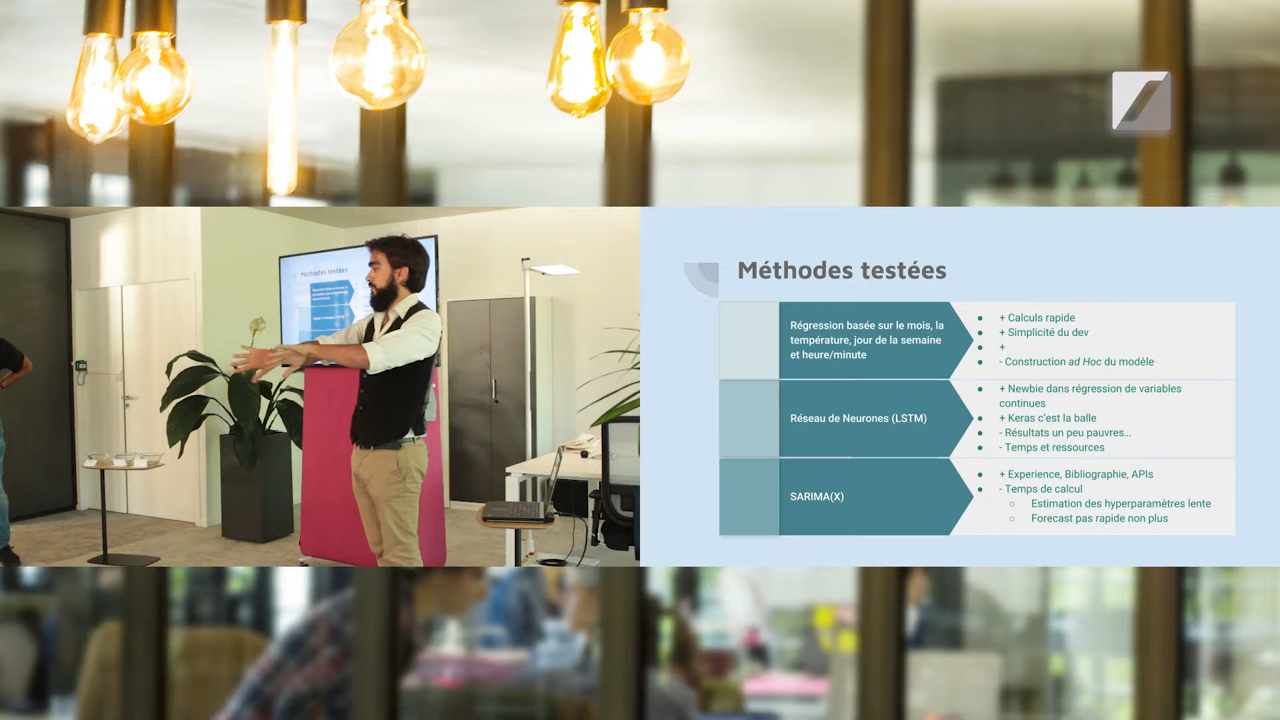 Méthodes testées
Méthodes testées
Régression basée sur le mois, la
température, jour de la semaine
et heure/minute
+ Calculs rapide
+ Simplicité du dev
+
- Construction ad Hoc du modèle
Réseau de Neurones (LSTM)
+ Newbie dans régression de variables
continues
+ Keras c'est la balle
- Résultats un peu pauvres...
- Temps et ressources
SARIMA(X)
+ Experience, Bibliographie, APIs
- Temps de calcul
Estimation des hyperparamètres lente
Forecast pas rapide non plus